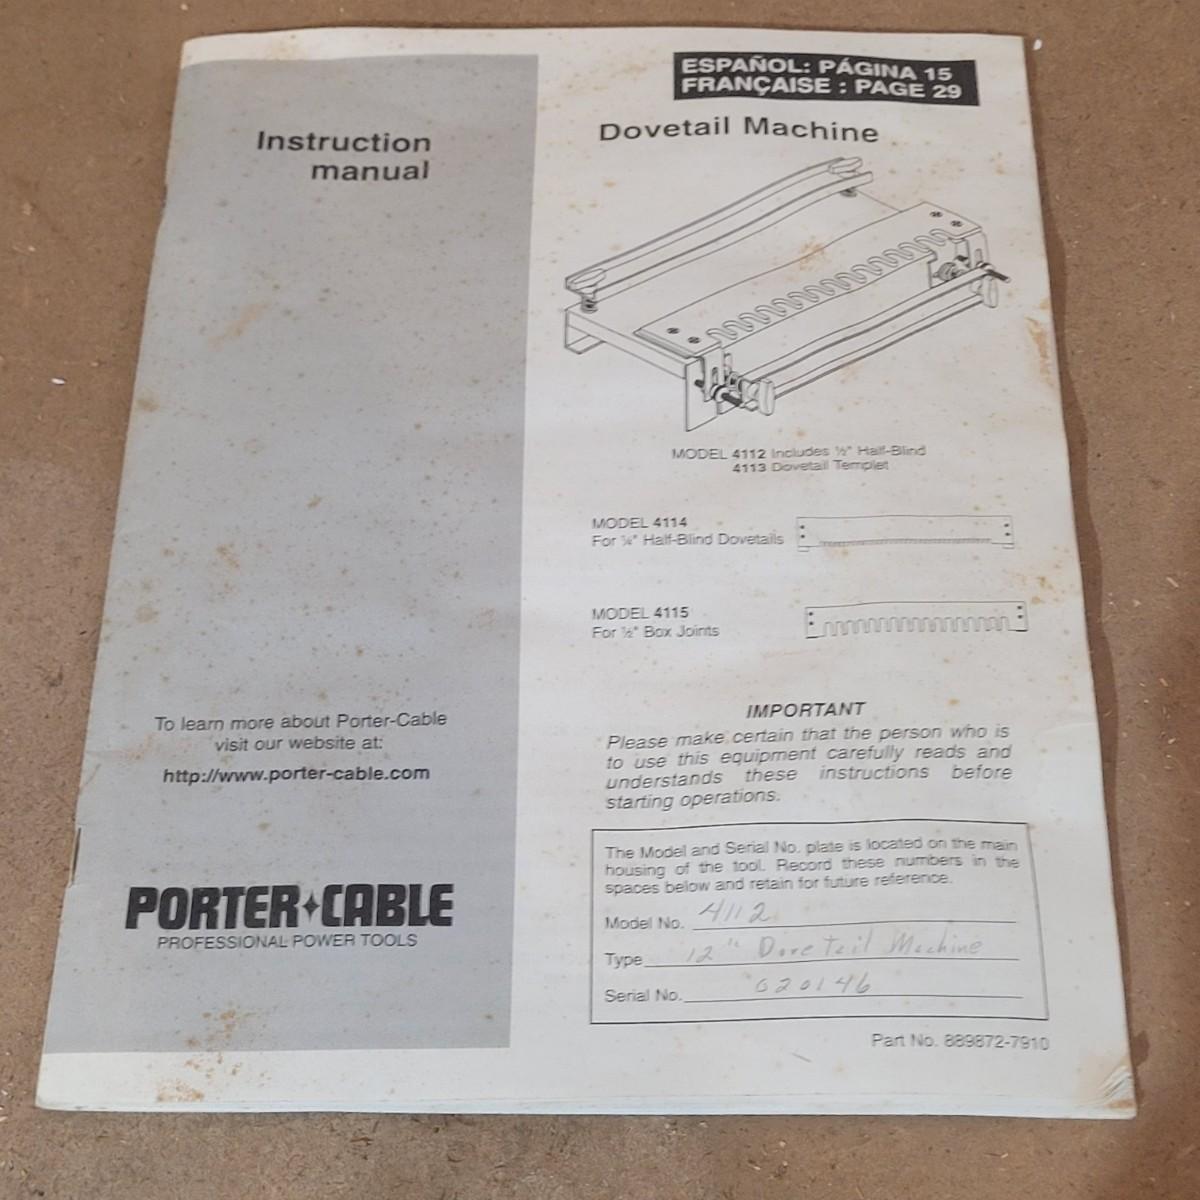 ESPAÑOL: PÁGINA 15
FRANÇAISE : PAGE 29
Instruction
manual
Dovetail Machine
MODEL 4112 Includes ½" Half-Blind
4113 Dovetail Templet
MODEL 4114
For ¼" Half-Blind Dovetails
MODEL 4115
For ½" Box Joints
To learn more about Porter-Cable
visit our website at:
http://www.porter-cable.com
PORTER+CABLE
PROFESSIONAL POWER TOOLS
IMPORTANT
Please make certain that the person who is
to use this equipment carefully reads and
understands these instructions before
starting operations.
The Model and Serial No. plate is located on the main
housing of the tool. Record these numbers in the
spaces below and retain for future reference.
Model No. 4112
Type 12" Dovetail Machine
Serial No. 020146
Part No. 889872-7910